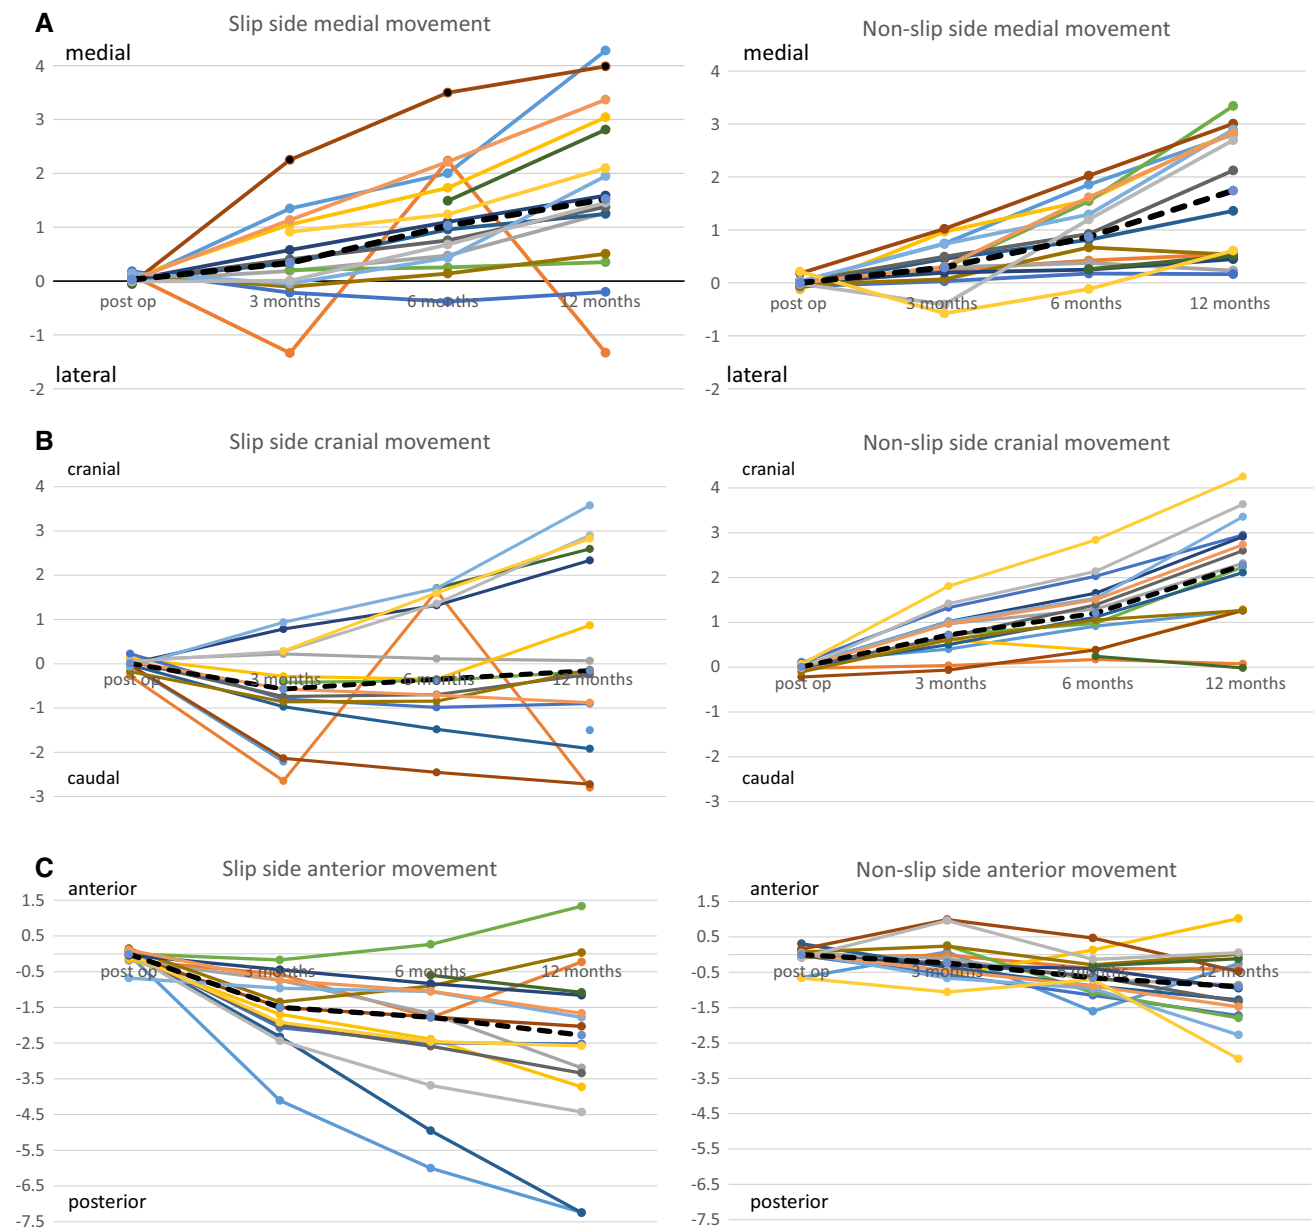 A
Slip side medial movement
medial
4
3
2
1
0
-1
-2
post op
3 months
6 months
12 months
lateral
Non-slip side medial movement
medial
4
3
2
1
0
-1
-2
post op
3 months
6 months
12 months
lateral
B
Slip side cranial movement
cranial
4
3
2
1
0
-1
-2
-3
post op
3 months
6 months
12 months
caudal
Non-slip side cranial movement
cranial
4
3
2
1
0
-1
-2
-3
post op
3 months
6 months
12 months
caudal
C
Slip side anterior movement
anterior
1.5
0.5
-0.5
-1.5
-2.5
-3.5
-4.5
-5.5
-6.5
-7.5
post op
3 months
6 months
12 months
posterior
Non-slip side anterior movement
anterior
1.5
0.5
-0.5
-1.5
-2.5
-3.5
-4.5
-5.5
-6.5
-7.5
post op
3 months
6 months
12 months
posterior